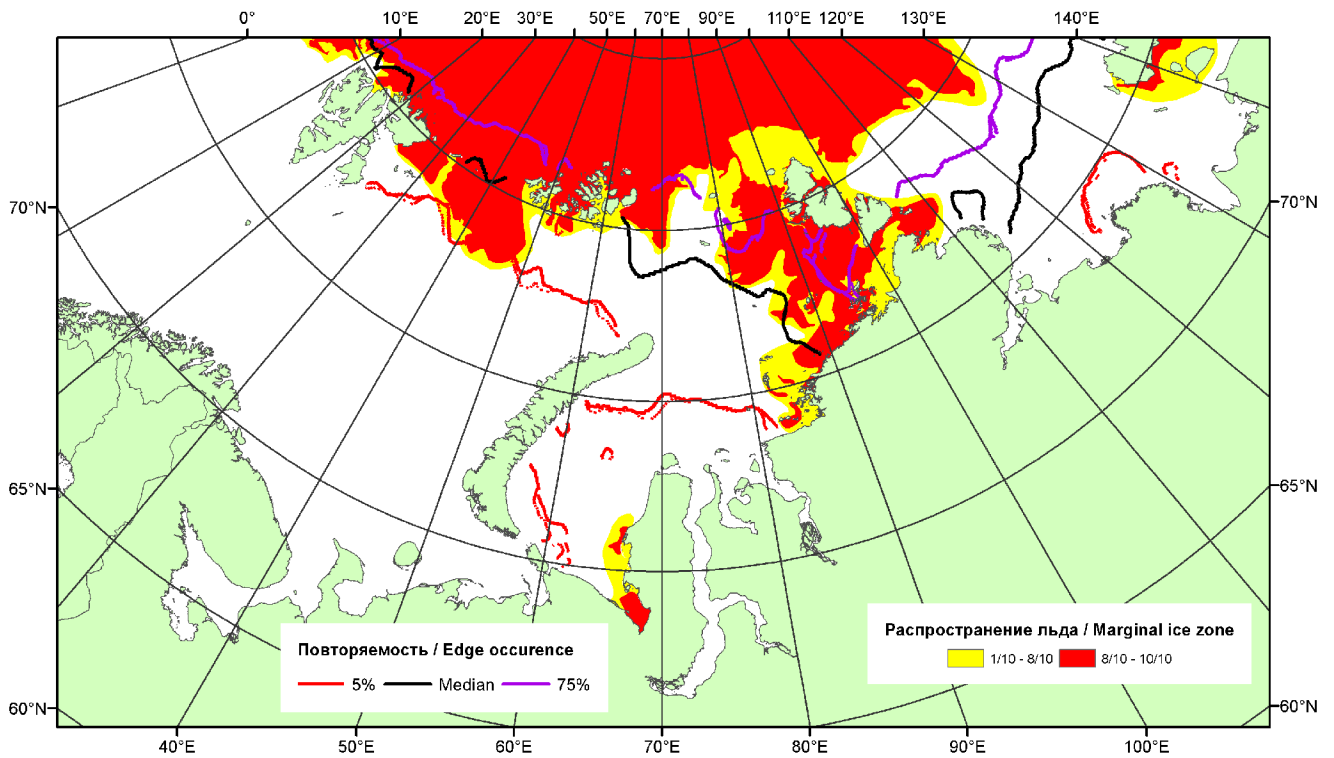 0° 10°E 20°E 30°E 50°E 70°E 90°E 110°E 120°E 130°E 140°E
70°N 70°N
65°N 65°N
Распространение льда / Marginal ice zone
1/10 - 8/10 8/10 - 10/10
Повторяемость / Edge occurence
5% Median 75%
60°N 60°N
40°E 50°E 60°E 70°E 80°E 90°E 100°E